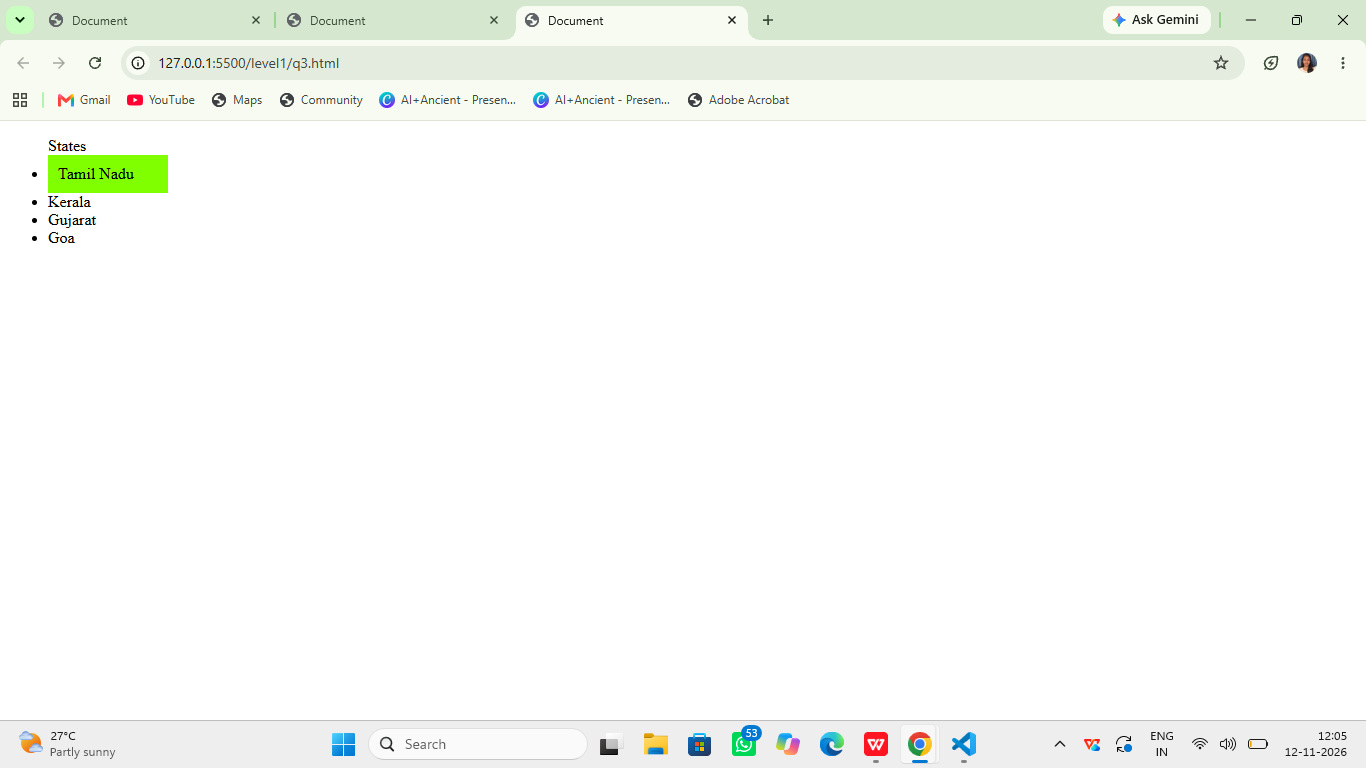 Document
Document
Document
Ask Gemini
127.0.0.1:5500/level1/q3.html
Gmail
YouTube
Maps
Community
AI+Ancient - Presen...
AI+Ancient - Presen...
Adobe Acrobat
States
Tamil Nadu
Kerala
Gujarat
Goa
27°C
Partly sunny
Search
53
ENG
IN
12:05
12-11-2026